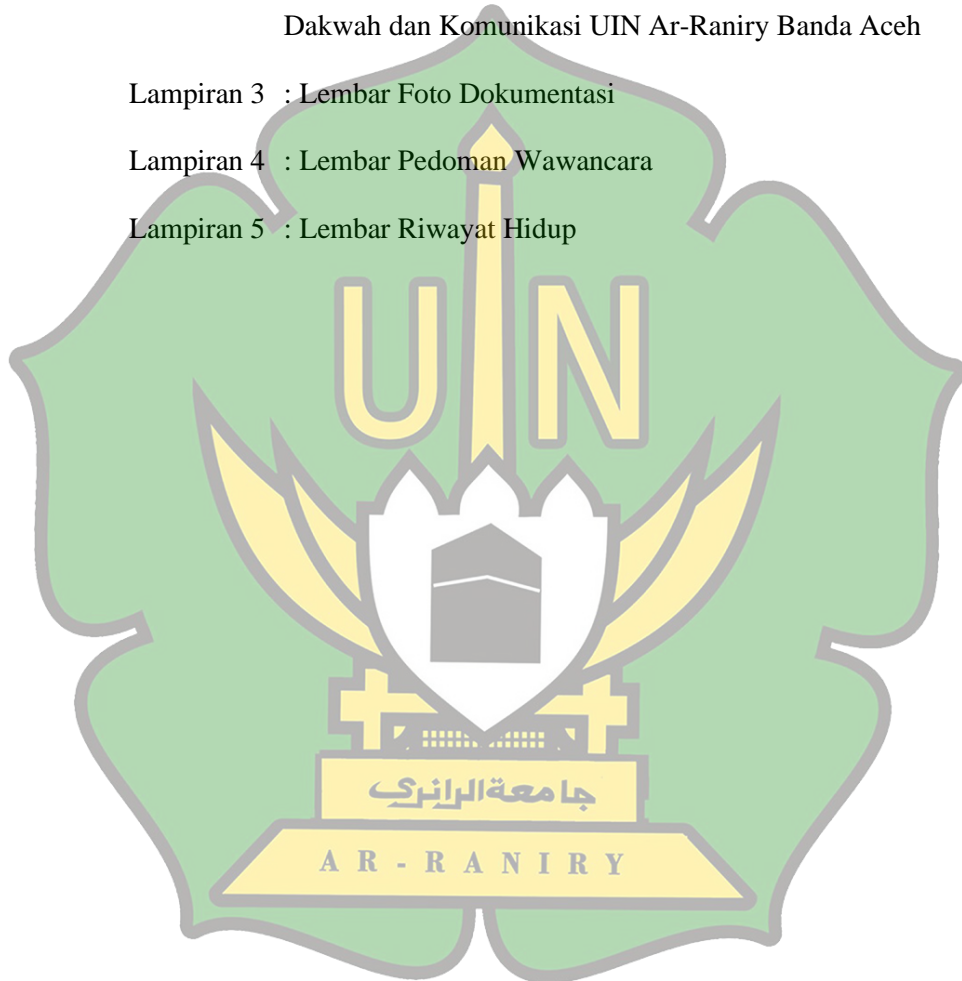 Dakwah dan Komunikasi UIN Ar-Raniry Banda Aceh
Lampiran 3 : Lembar Foto Dokumentasi
Lampiran 4 : Lembar Pedoman Wawancara
Lampiran 5 : Lembar Riwayat Hidup
UIN
جامعة الرانري
AR-RANIRY